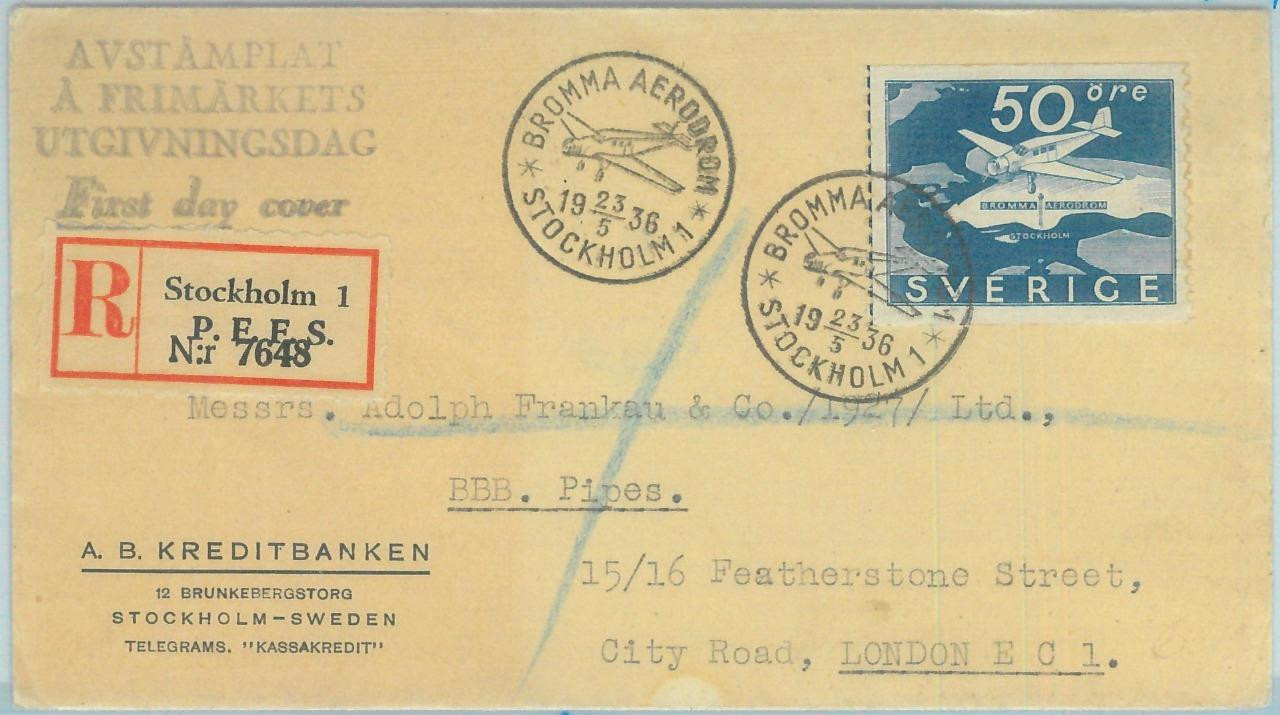 AVSTÄMPLAT
Å FRIMÄRKETS
UTGIVNINGSDAG
First day cover
BROMMA AERODROM
19 23/5 36
* STOCKHOLM 1 *
50 öre
BROMMA AERODROM
STOCKHOLM
SVERIGE
BROMMA AERODROM
19 23/5 36
* STOCKHOLM 1 *
R
Stockholm 1
P. E. F. S.
N:r 7648
Messrs. Adolph Frankau & Co./1927/ Ltd.,
BBB. Pipes.
15/16 Featherstone Street,
City Road, LONDON E C 1.
A. B. KREDITBANKEN
12 BRUNKEBERGSTORG
STOCKHOLM-SWEDEN
TELEGRAMS. "KASSAKREDIT"